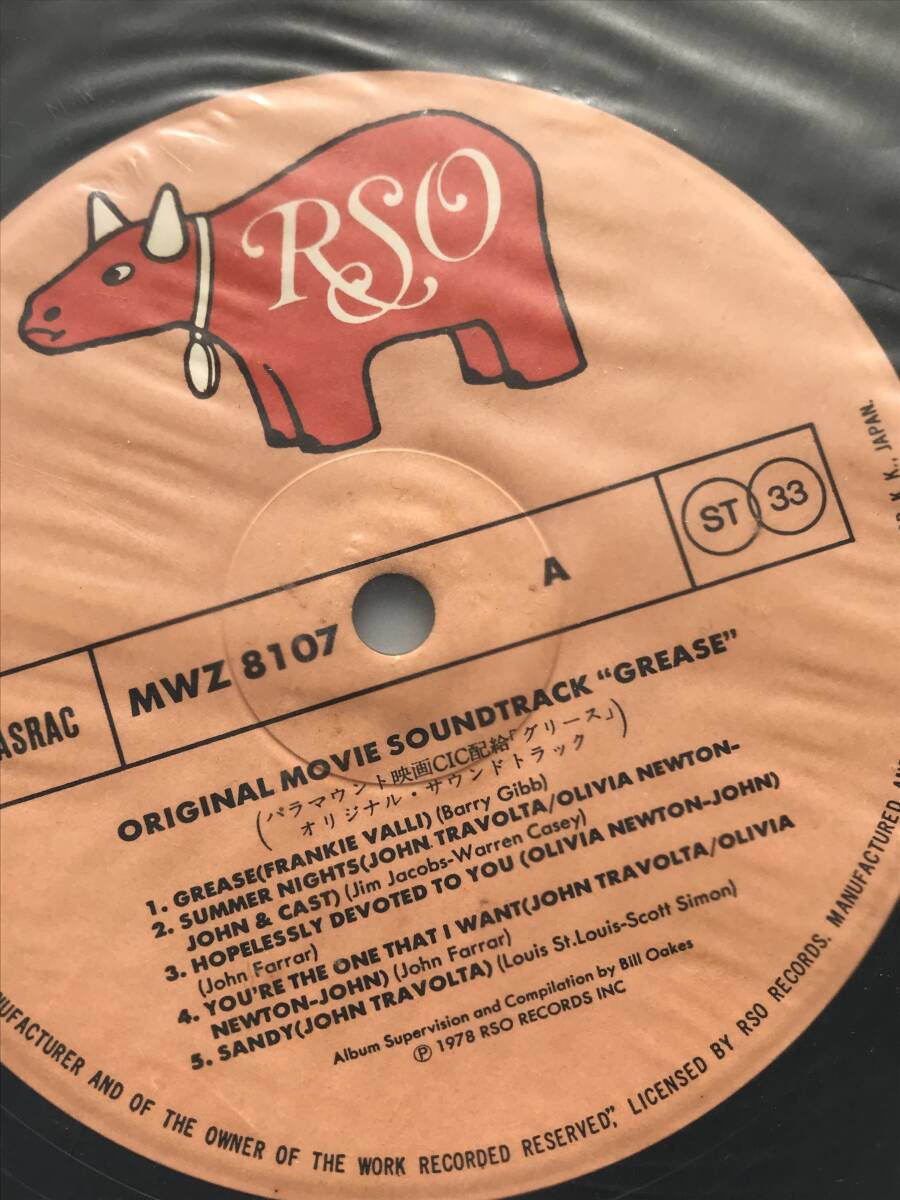 RSO
ST 33
A
MWZ 8107
ASRAC
ORIGINAL MOVIE SOUNDTRACK "GREASE"
(パラマウント映画CIC配給「グリース」
オリジナル・サウンドトラック)
1. GREASE(FRANKIE VALLI) (Barry Gibb)
2. SUMMER NIGHTS(JOHN TRAVOLTA/OLIVIA NEWTON-
JOHN & CAST) (Jim Jacobs-Warren Casey)
3. HOPELESSLY DEVOTED TO YOU (OLIVIA NEWTON-JOHN)
(John Farrar)
4. YOU'RE THE ONE THAT I WANT(JOHN TRAVOLTA/OLIVIA
NEWTON-JOHN) (John Farrar)
5. SANDY(JOHN TRAVOLTA) (Louis St.Louis-Scott Simon)
Album Supervision and Compilation by Bill Oakes
Ⓟ 1978 RSO RECORDS INC
NUFACTURER AND OF THE OWNER OF THE WORK RECORDED RESERVED", LICENSED BY RSO RECORDS. MANUFACTURED K.K., JAPAN.